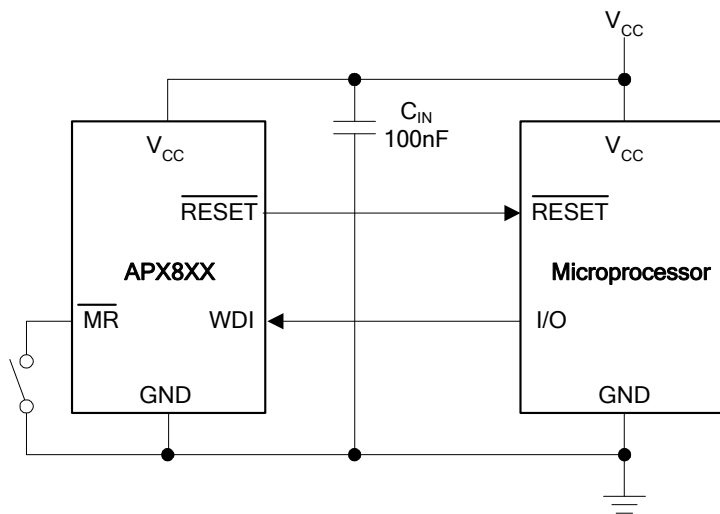 VCC
CIN
100nF
VCC
VCC
RESET
RESET
APX8XX
Microprocessor
MR
WDI
I/O
GND
GND